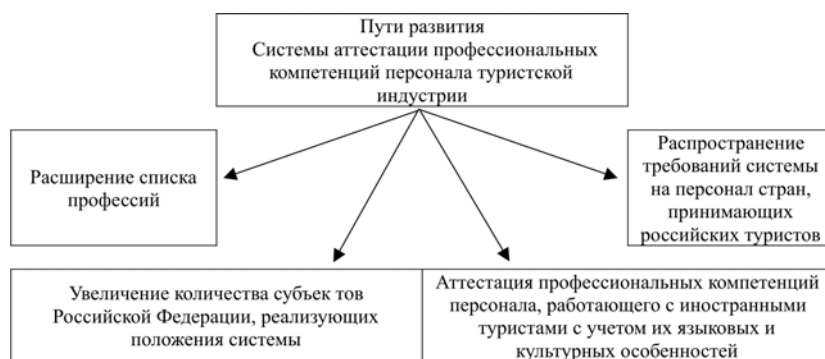 Пути развития
Системы аттестации профессиональных
компетенций персонала туристской
индустрии
Расширение списка
профессий
Распространение
требований системы
на персонал стран,
принимающих
российских туристов
Увеличение количества субъек тов
Российской Федерации, реализующих
положения системы
Аттестация профессиональных компетенций
персонала, работающего с иностранными
туристами с учетом их языковых и
культурных особенностей